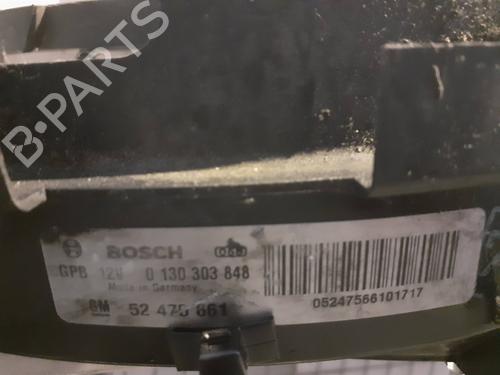 B-PARTS
BOSCH
GPB 12V 0 130 303 848
Made in Germany
GM 52 475 661
05247566101717